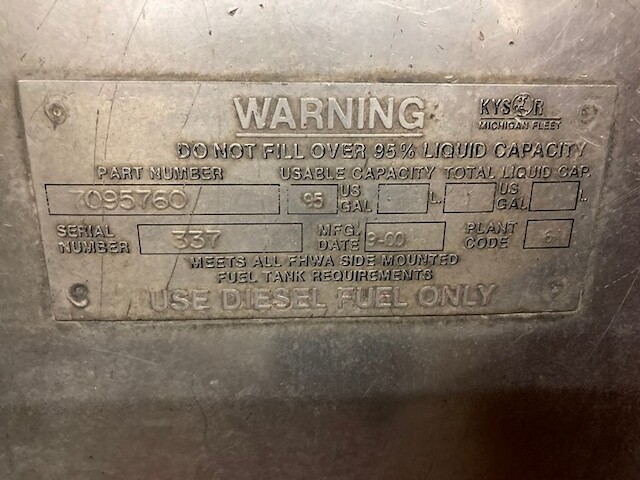 WARNING
KYSOR
MICHIGAN FLEET
DO NOT FILL OVER 95% LIQUID CAPACITY
PART NUMBER USABLE CAPACITY TOTAL LIQUID CAP.
7095760 95 US GAL L. US GAL L.
SERIAL NUMBER 337 MFG. DATE 9-00 PLANT CODE 61
MEETS ALL FHWA SIDE MOUNTED
FUEL TANK REQUIREMENTS
USE DIESEL FUEL ONLY